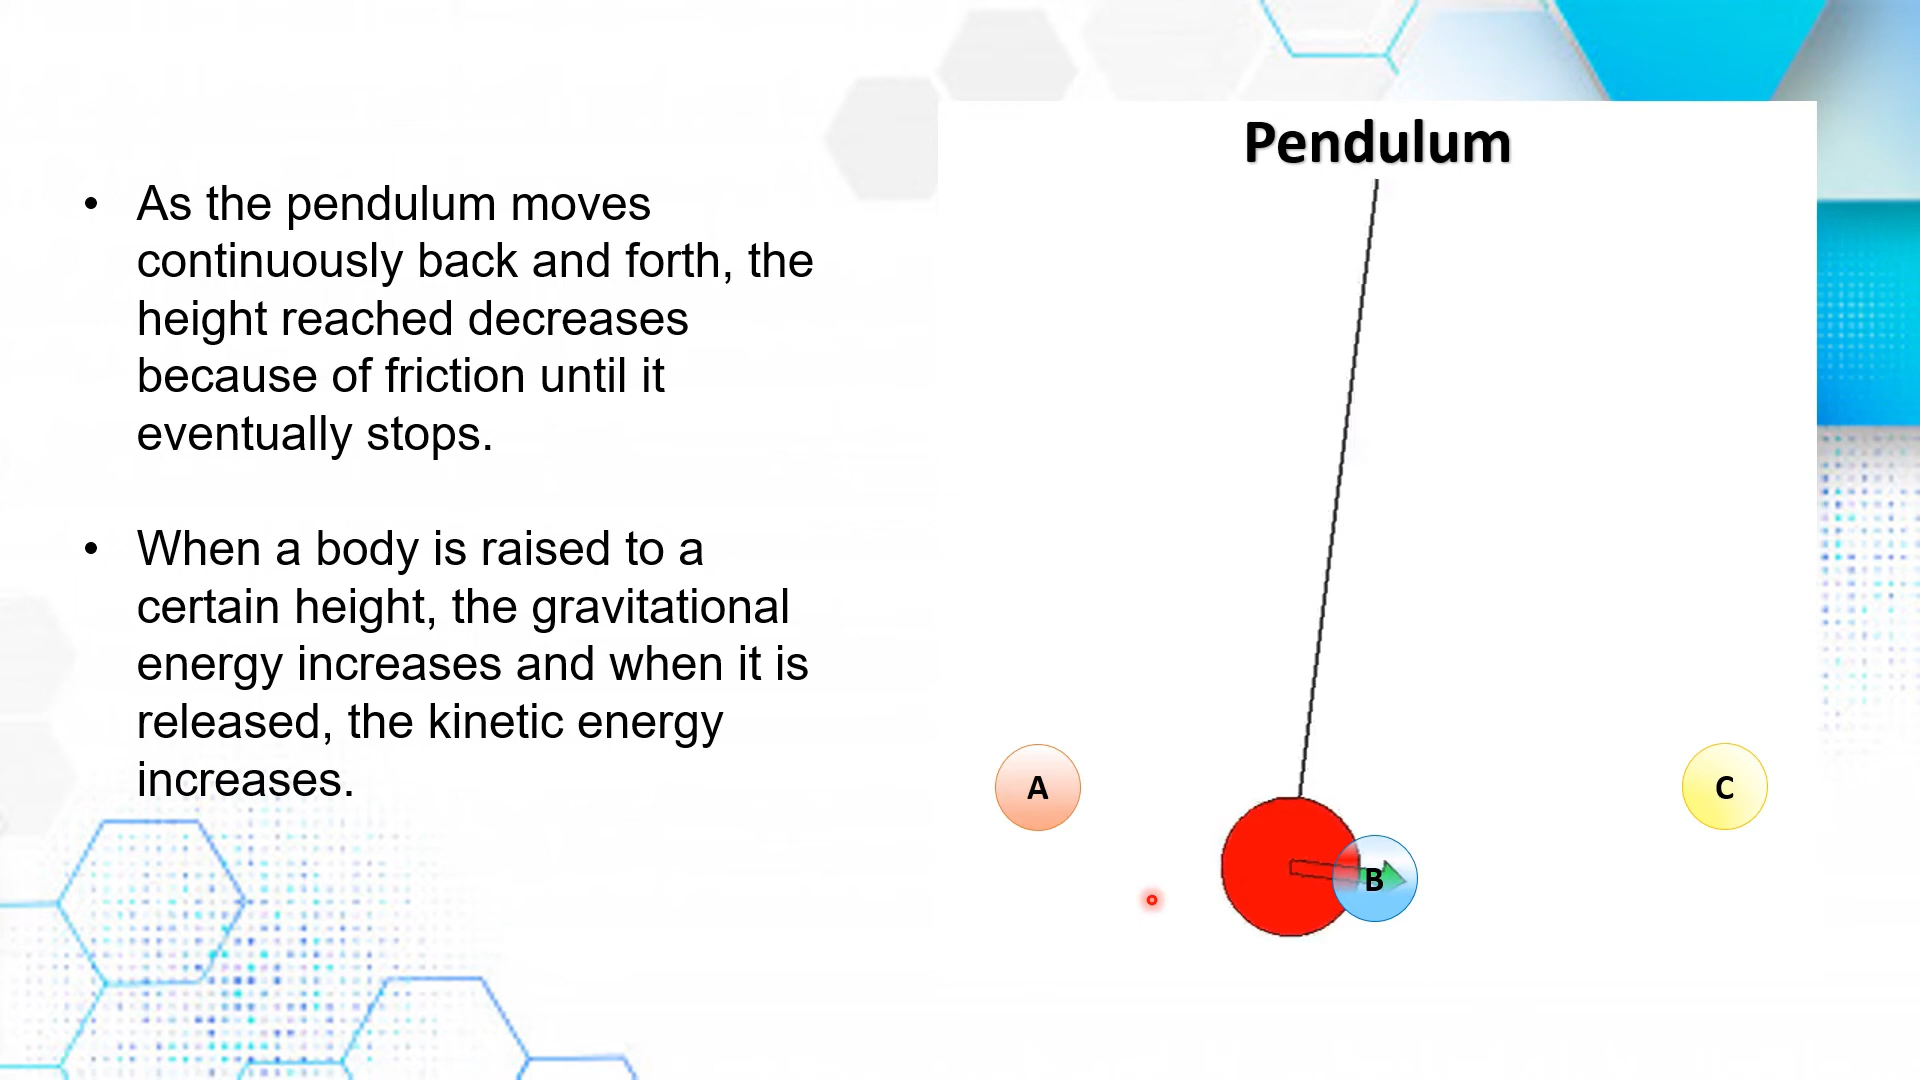 • As the pendulum moves
continuously back and forth, the
height reached decreases
because of friction until it
eventually stops.
• When a body is raised to a
certain height, the gravitational
energy increases and when it is
released, the kinetic energy
increases.
Pendulum
A
B
C